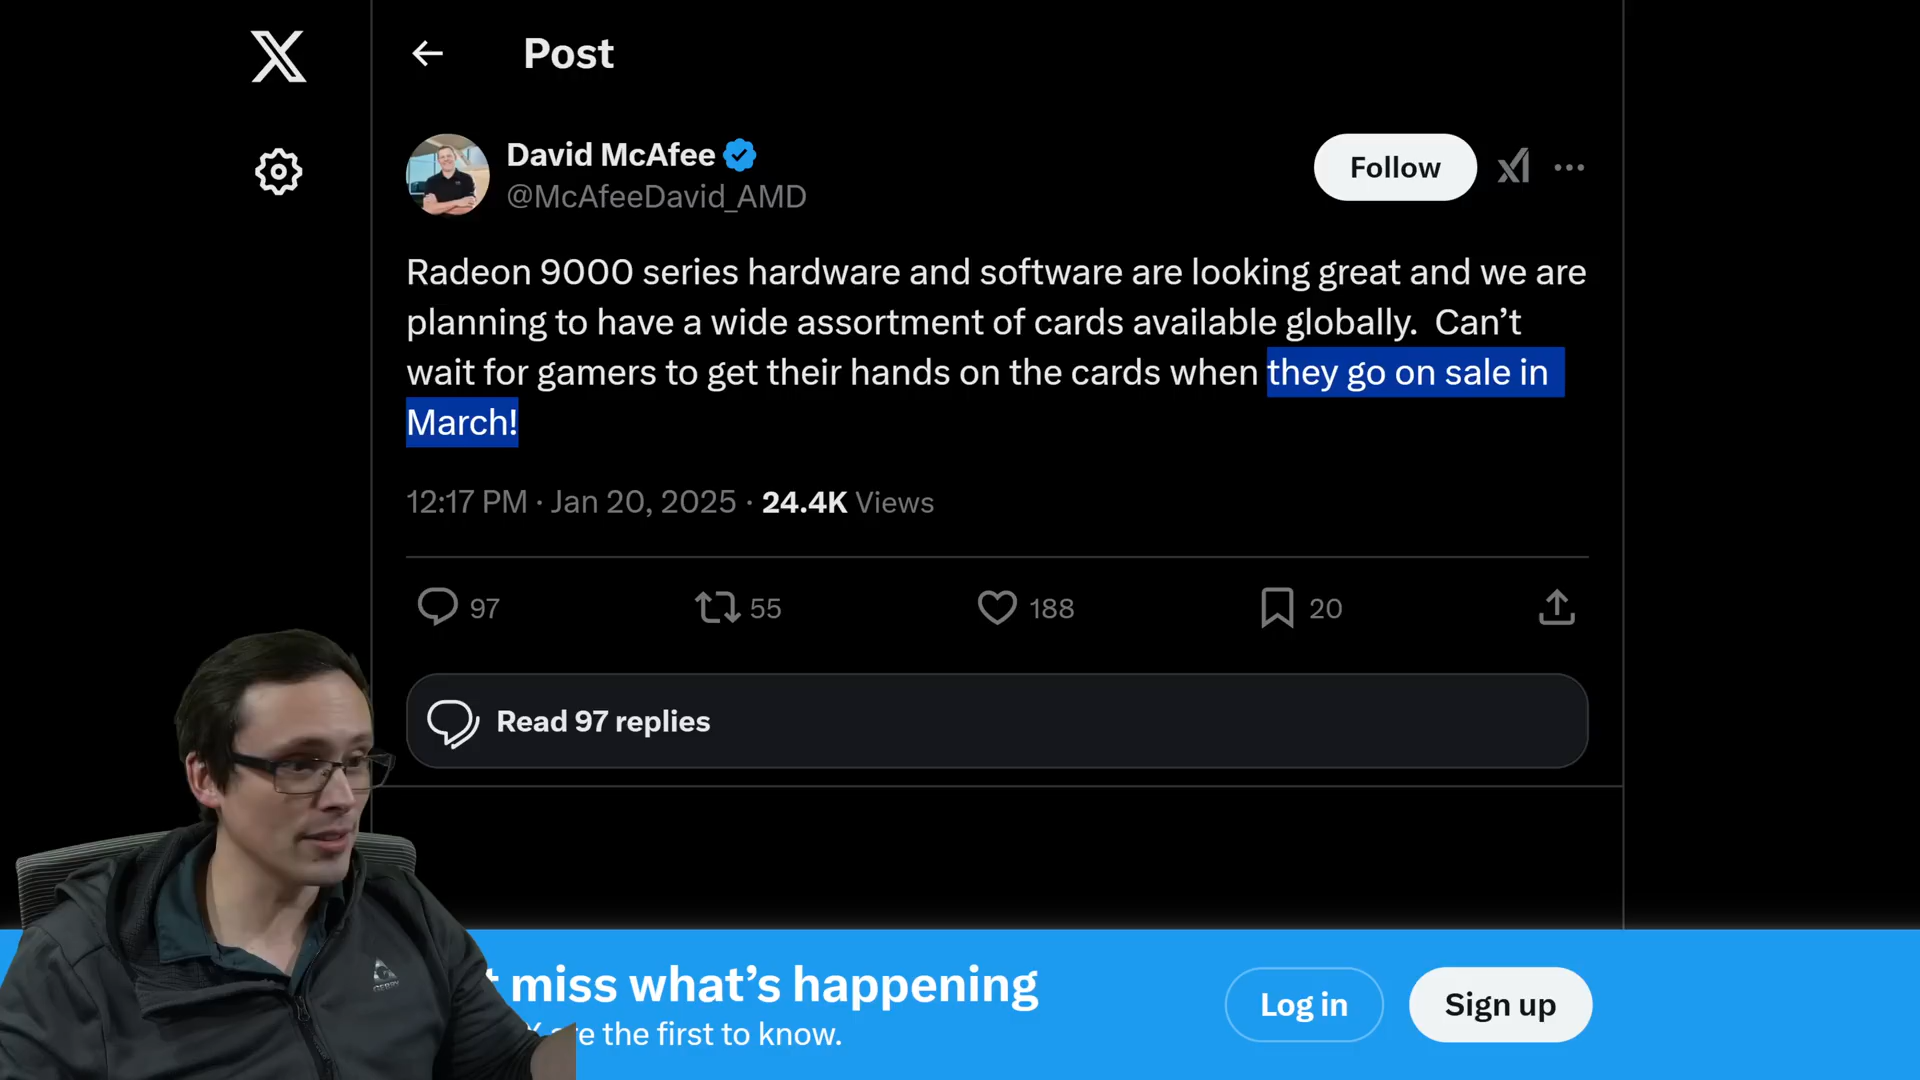 Post
David McAfee
@McAfeeDavid_AMD
Follow
Radeon 9000 series hardware and software are looking great and we are
planning to have a wide assortment of cards available globally.  Can’t
wait for gamers to get their hands on the cards when they go on sale in
March!
12:17 PM · Jan 20, 2025 · 24.4K Views
97 55 188 20
Read 97 replies
miss what’s happening
are the first to know.
Log in
Sign up